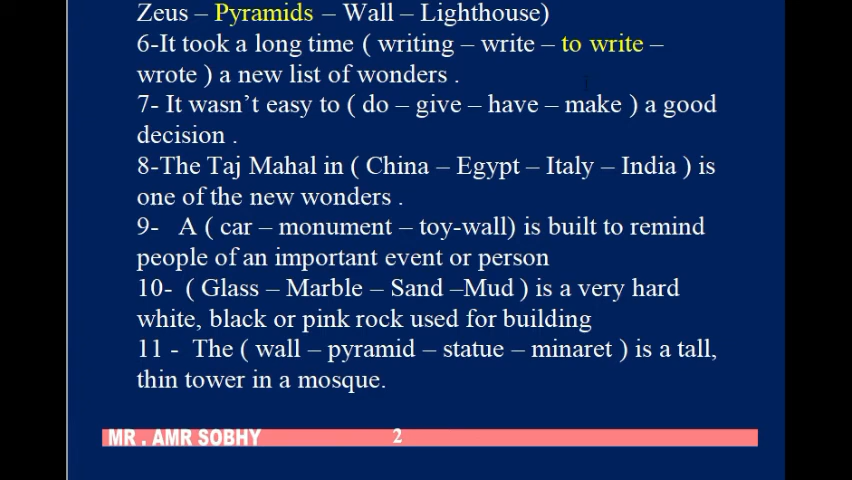 Zeus – Pyramids – Wall – Lighthouse)
6-It took a long time ( writing – write – to write –
wrote ) a new list of wonders .
7- It wasn’t easy to ( do – give – have – make ) a good
decision .
8-The Taj Mahal in ( China – Egypt – Italy – India ) is
one of the new wonders .
9- A ( car – monument – toy-wall) is built to remind
people of an important event or person
10- ( Glass – Marble – Sand –Mud ) is a very hard
white, black or pink rock used for building
11 - The ( wall – pyramid – statue – minaret ) is a tall,
thin tower in a mosque.
MR . AMR SOBHY 2